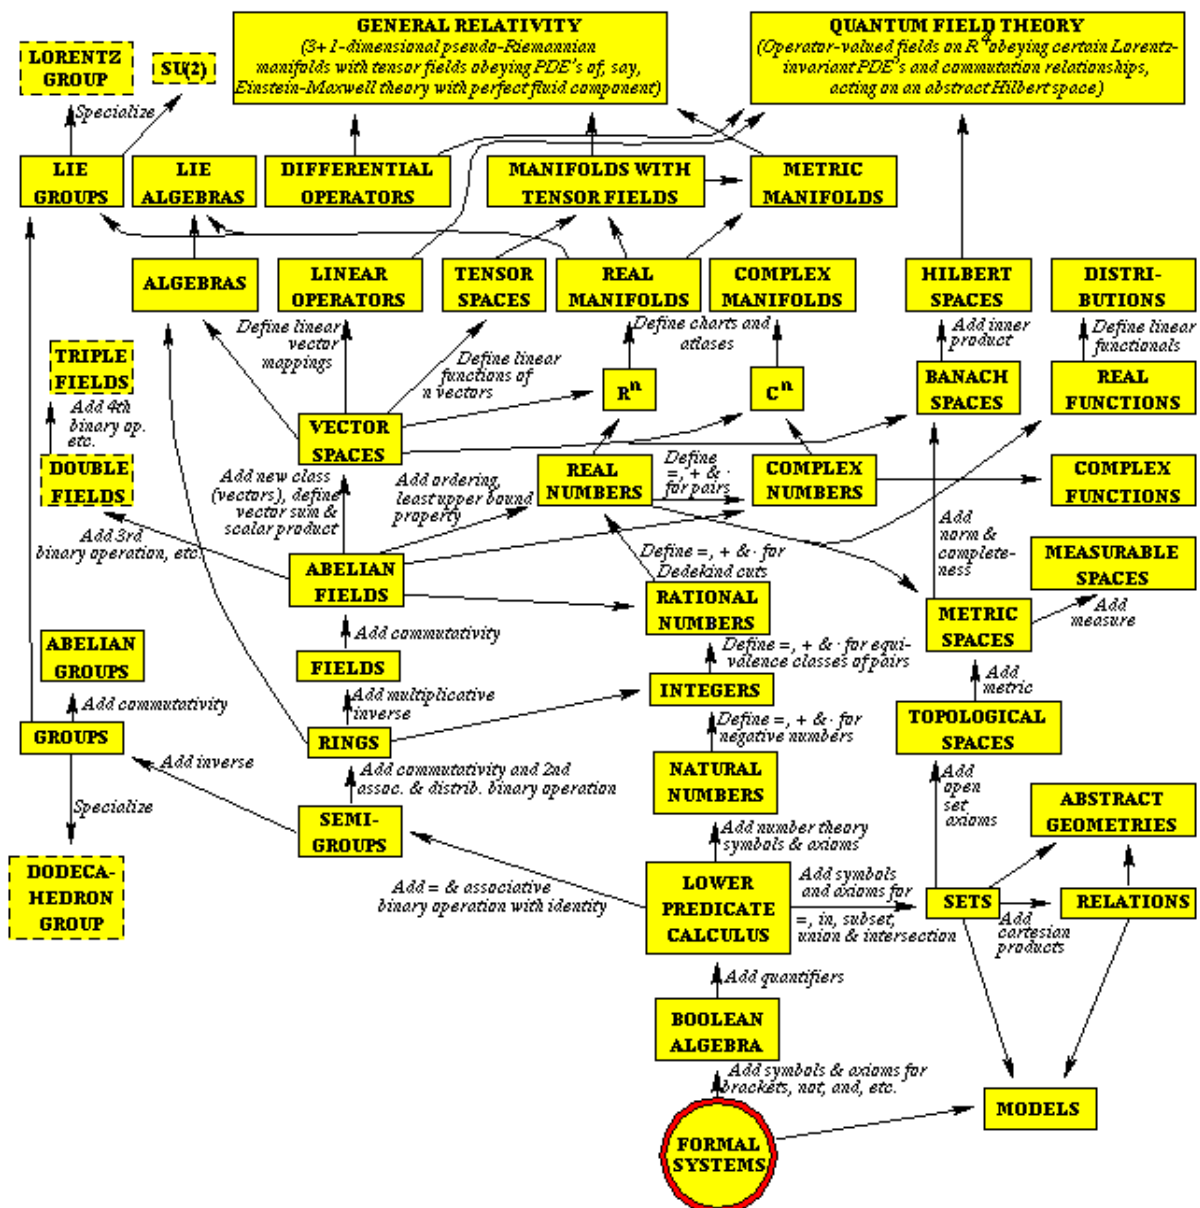 GENERAL RELATIVITY
(3+1-dimensional pseudo-Riemannian
manifolds with tensor fields obeying PDE's of, say,
Einstein-Maxwell theory with perfect fluid component)
QUANTUM FIELD THEORY
(Operator-valued fields on R^4 obeying certain Lorentz-
invariant PDE's and commutation relationships,
acting on an abstract Hilbert space)
LORENTZ
GROUP
SU(2)
Specialize
LIE
GROUPS
LIE
ALGEBRAS
DIFFERENTIAL
OPERATORS
MANIFOLDS WITH
TENSOR FIELDS
METRIC
MANIFOLDS
ALGEBRAS
LINEAR
OPERATORS
TENSOR
SPACES
REAL
MANIFOLDS
COMPLEX
MANIFOLDS
HILBERT
SPACES
DISTRI-
BUTIONS
Define linear
vector
mappings
Define charts and
atlases
Add inner
product
Define linear
functionals
TRIPLE
FIELDS
Define linear
functions of
n vectors
R^n
C^n
BANACH
SPACES
REAL
FUNCTIONS
Add 4th
binary op.
etc.
VECTOR
SPACES
DOUBLE
FIELDS
Add new class
(vectors), define
vector sum &
scalar product
Add ordering,
least upper bound
property
REAL
NUMBERS
Define
=, + & ·
for pairs
COMPLEX
NUMBERS
COMPLEX
FUNCTIONS
Add 3rd
binary operation, etc.
Add
norm &
complete-
ness
ABELIAN
FIELDS
Define =, + & · for
Dedekind cuts
MEASURABLE
SPACES
RATIONAL
NUMBERS
METRIC
SPACES
Add
measure
ABELIAN
GROUPS
Add commutativity
FIELDS
Define =, + & · for equi-
valence classes of pairs
Add commutativity
Add multiplicative
inverse
INTEGERS
Add
metric
GROUPS
RINGS
Define =, + & · for
negative numbers
TOPOLOGICAL
SPACES
Add inverse
Add commutativity and 2nd
assoc. & distrib. binary operation
NATURAL
NUMBERS
Add
open
set
axioms
Specialize
SEMI-
GROUPS
Add number theory
symbols & axioms
ABSTRACT
GEOMETRIES
DODECA-
HEDRON
GROUP
Add = & associative
binary operation with identity
LOWER
PREDICATE
CALCULUS
Add symbols
and axioms for
=, in, subset,
union & intersection
SETS
Add
cartesian
products
RELATIONS
Add quantifiers
BOOLEAN
ALGEBRA
Add symbols & axioms for
brackets, not, and, etc.
MODELS
FORMAL
SYSTEMS